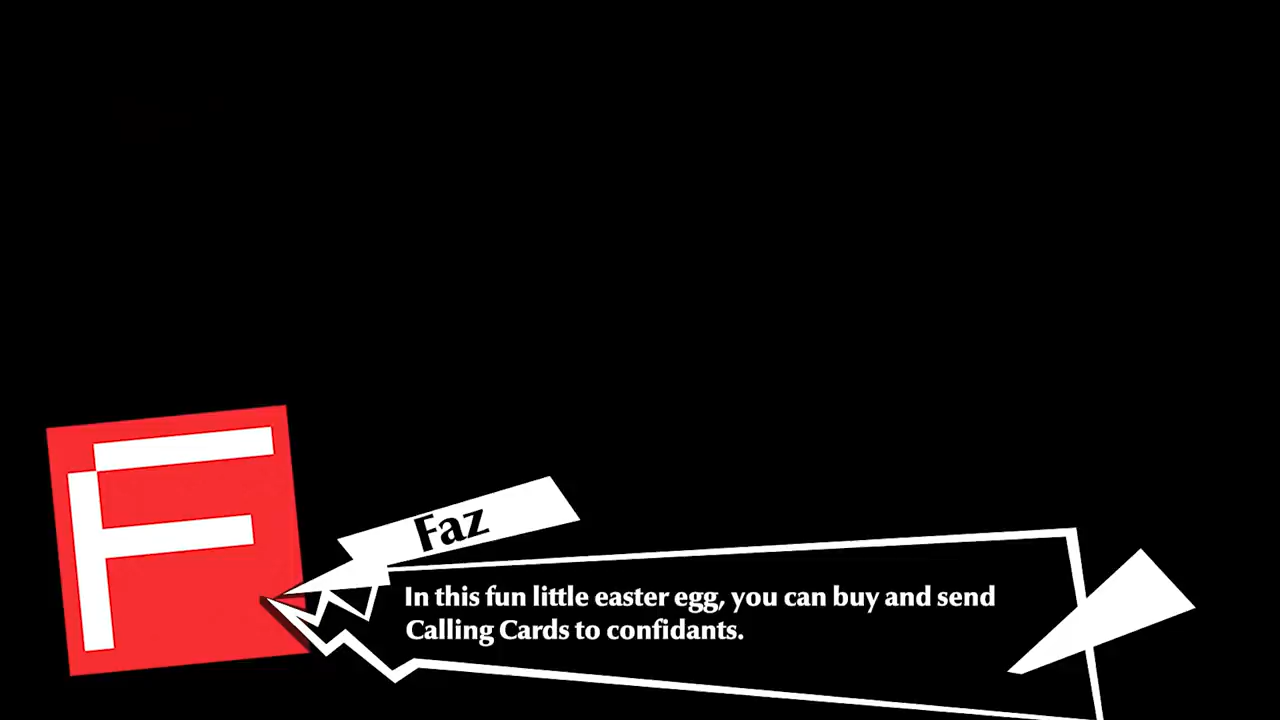 F
Faz
In this fun little easter egg, you can buy and send
Calling Cards to confidants.